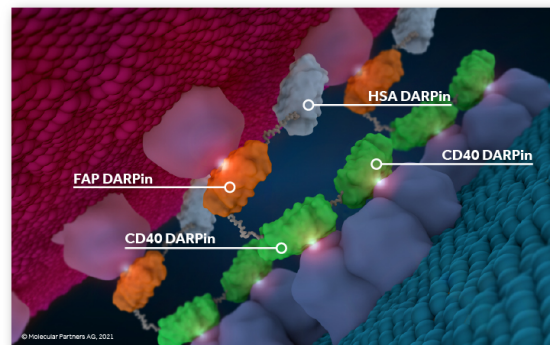 HSA DARPin
CD40 DARPin
FAP DARPin
CD40 DARPin
© Molecular Partners AG, 2021